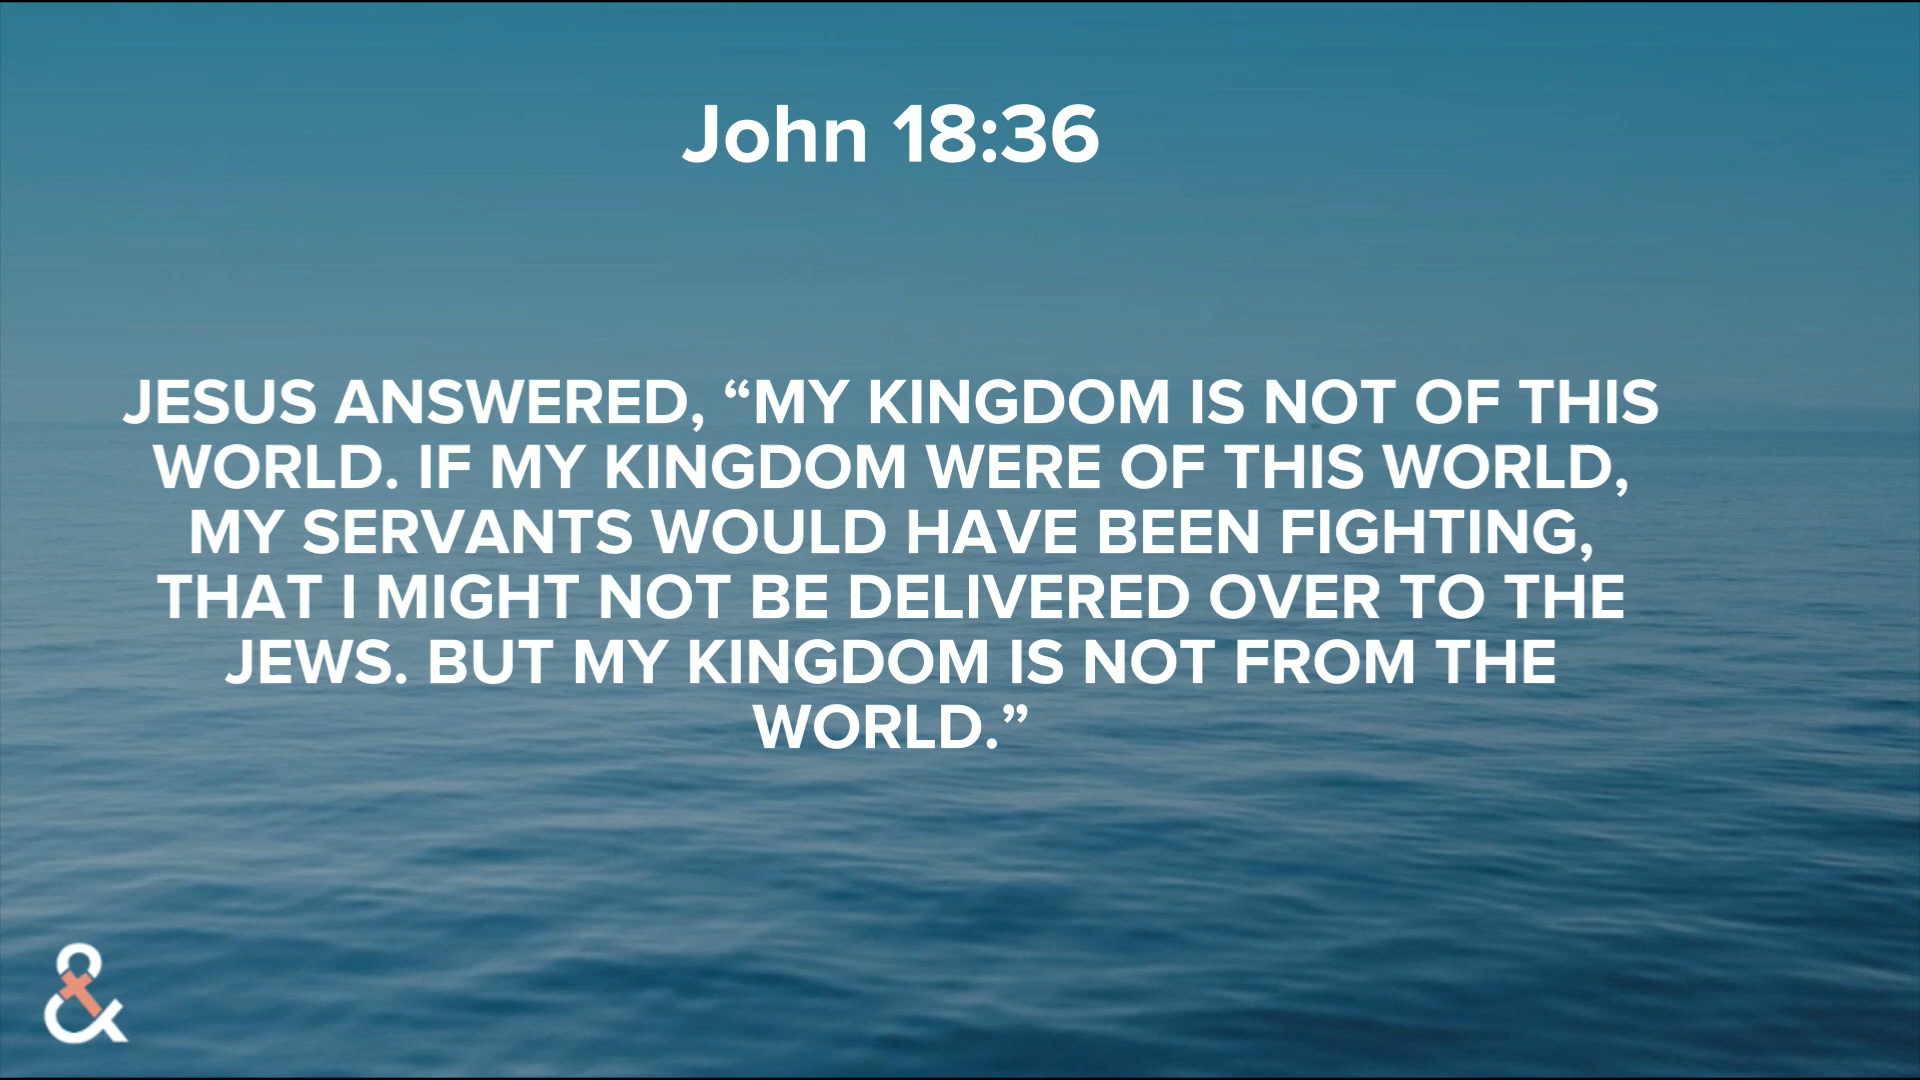 John 18:36
JESUS ANSWERED, “MY KINGDOM IS NOT OF THIS
WORLD. IF MY KINGDOM WERE OF THIS WORLD,
MY SERVANTS WOULD HAVE BEEN FIGHTING,
THAT I MIGHT NOT BE DELIVERED OVER TO THE
JEWS. BUT MY KINGDOM IS NOT FROM THE
WORLD.”
&